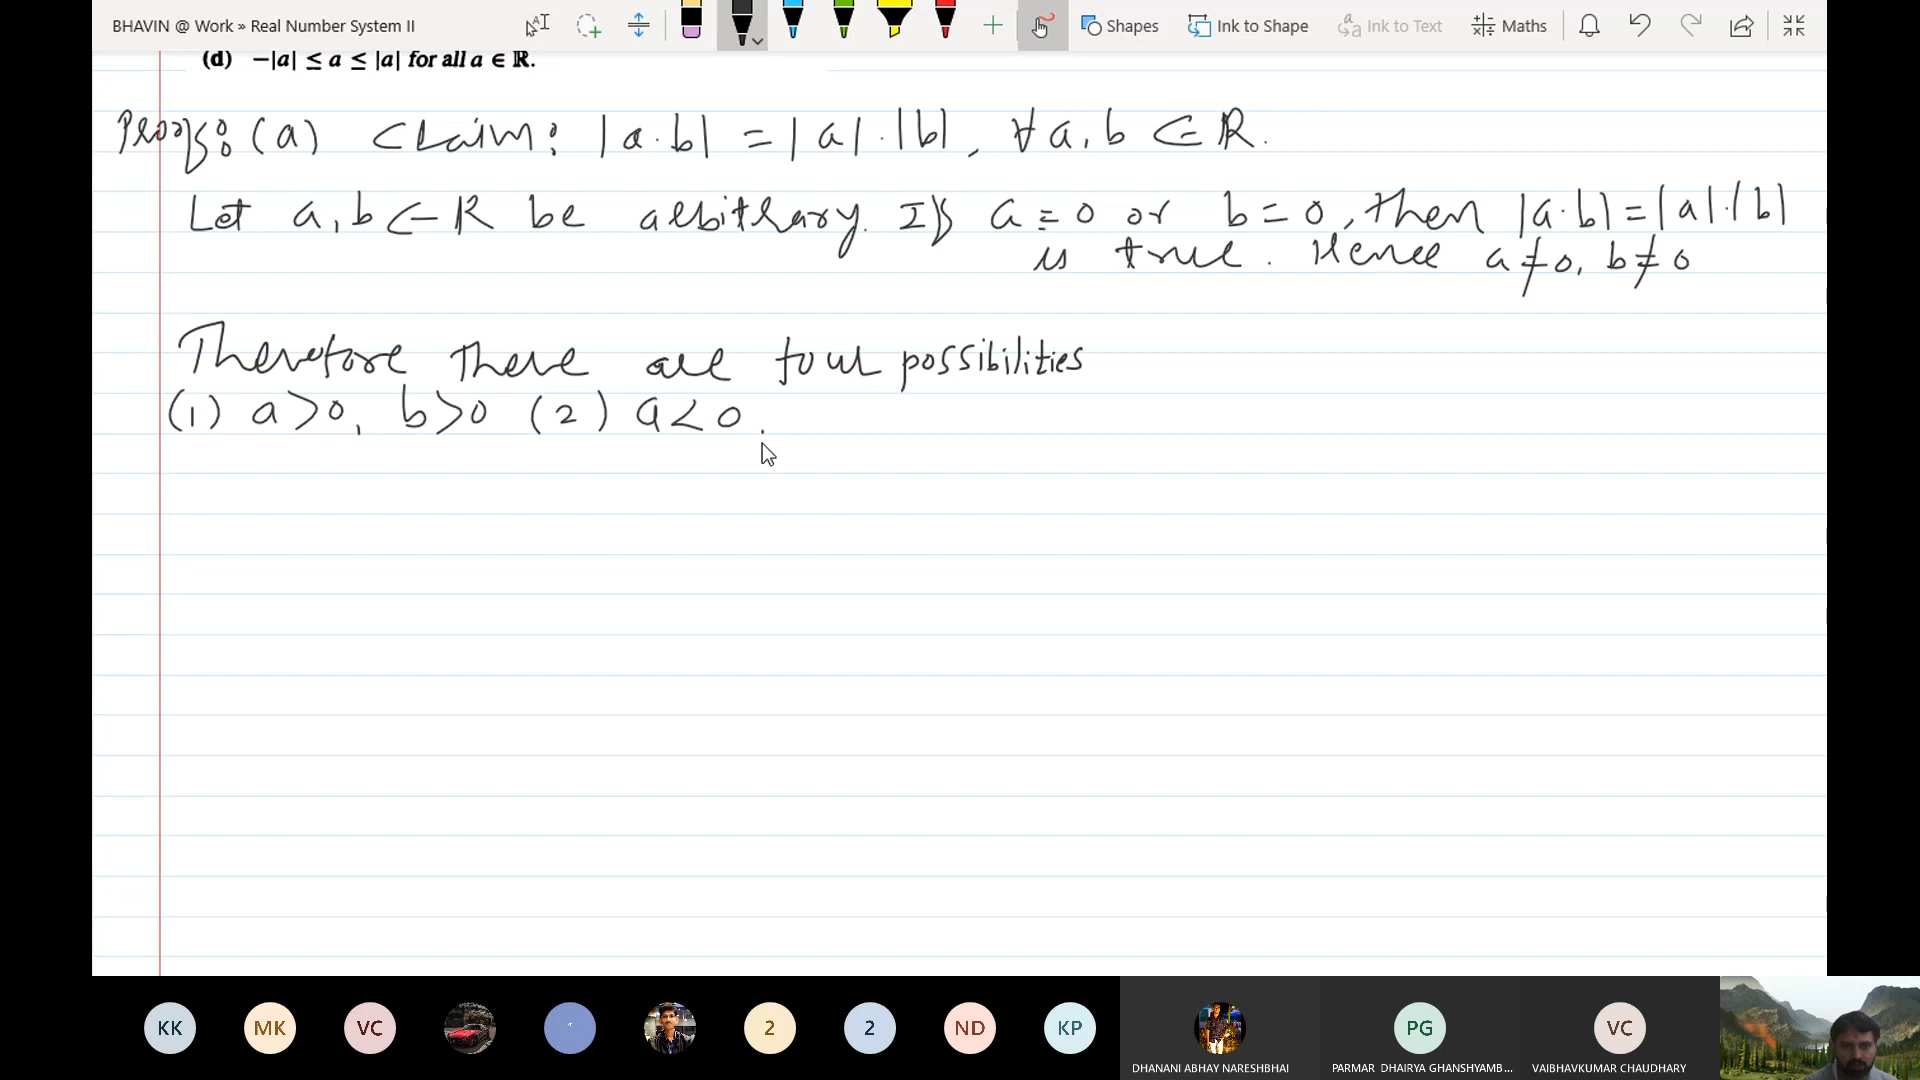 BHAVIN @ Work » Real Number System II
Shapes
Ink to Shape
Ink to Text
Maths
(d) −|a| ≤ a ≤ |a| for all a ∈ ℝ.
Proof: (a) Claim: |a·b| = |a|·|b|, ∀ a, b ∈ ℝ.
Let a, b ∈ ℝ be arbitrary. If a = 0 or b = 0, then |a·b| = |a|·|b|
is true. Hence a ≠ 0, b ≠ 0
Therefore there are four possibilities
(1) a > 0, b > 0 (2) a < 0.
KK
MK
VC
2
2
ND
KP
PG
VC
DHANANI ABHAY NARESHBHAI
PARMAR DHAIRYA GHANSHYAMB...
VAIBHAVKUMAR CHAUDHARY